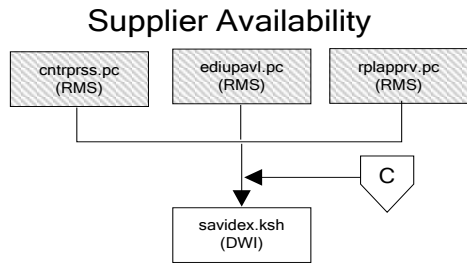 Supplier Availability
cntrprss.pc
(RMS)
ediupavl.pc
(RMS)
rplapprv.pc
(RMS)
C
savidex.ksh
(DWI)